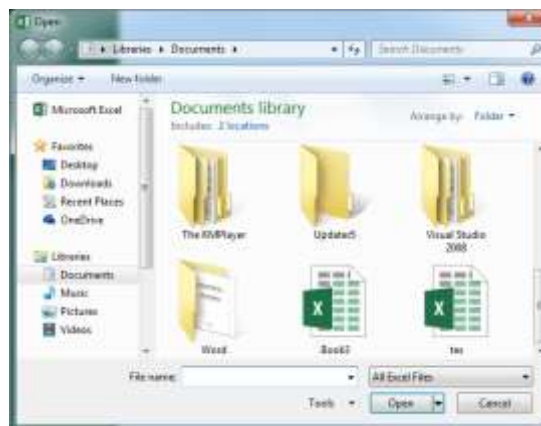 Open
Libraries ▸ Documents ▸
Search Documents
Organize New folder
Microsoft Excel
Favorites
Desktop
Downloads
Recent Places
OneDrive
Libraries
Documents
Music
Pictures
Videos
Documents library
Includes: 2 locations
Arrange by: Folder
The KMPlayer
Updater5
Visual Studio
2008
Word
Book3
tes
File name:
All Excel Files
Tools
Open
Cancel